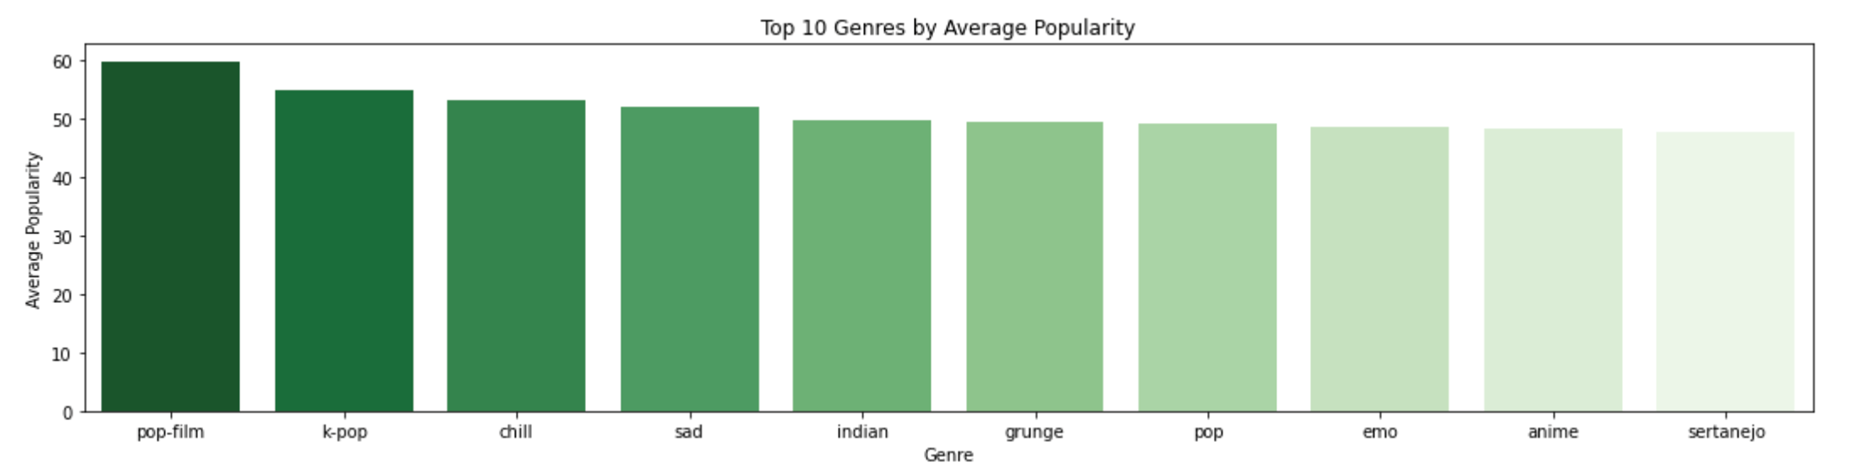 Top 10 Genres by Average Popularity
Average Popularity
60
50
40
30
20
10
0
pop-film k-pop chill sad indian grunge pop emo anime sertanejo
Genre